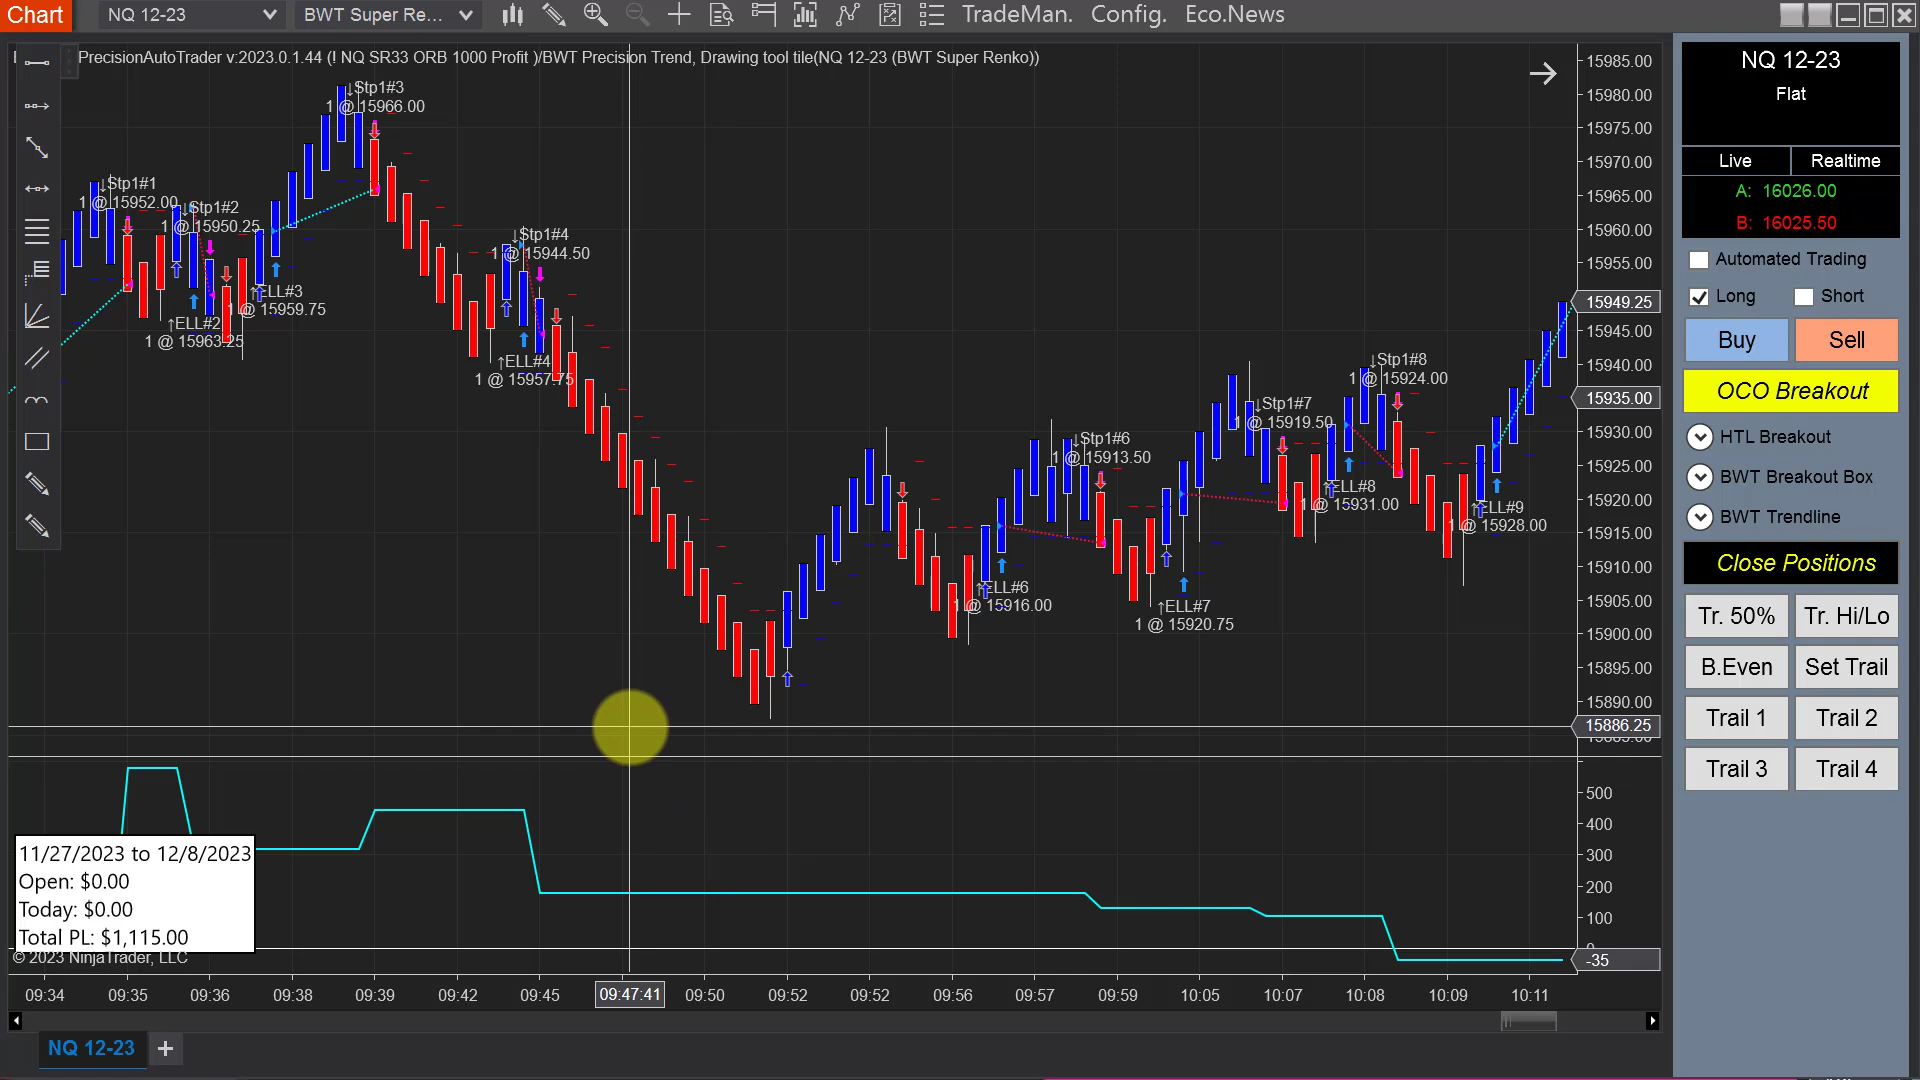 Chart
NQ 12-23
BWT Super Re...
TradeMan.
Config.
Eco.News
PrecisionAutoTrader v:2023.0.1.44 (! NQ SR33 ORB 1000 Profit )/BWT Precision Trend, Drawing tool tile(NQ 12-23 (BWT Super Renko))
↓Stp1#3
1 @ 15966.00
↓Stp1#1
1 @ 15952.00
↓Stp1#2
1 @ 15950.25
↑ELL#3
1 @ 15959.75
↑ELL#2
1 @ 15963.25
↓Stp1#4
1 @ 15944.50
↑ELL#4
1 @ 15957.75
↓Stp1#6
1 @ 15913.50
↑ELL#6
1 @ 15916.00
↓Stp1#7
1 @ 15919.50
↑ELL#7
1 @ 15920.75
↓Stp1#8
1 @ 15924.00
↑ELL#8
1 @ 15931.00
↑ELL#9
1 @ 15928.00
15985.00
15980.00
15975.00
15970.00
15965.00
15960.00
15955.00
15949.25
15945.00
15940.00
15935.00
15930.00
15925.00
15920.00
15915.00
15910.00
15905.00
15900.00
15895.00
15890.00
15886.25
500
400
300
200
100
0
-35
11/27/2023 to 12/8/2023
Open: $0.00
Today: $0.00
Total PL: $1,115.00
© 2023 NinjaTrader, LLC
09:34
09:35
09:36
09:38
09:39
09:42
09:45
09:47:41
09:50
09:52
09:52
09:56
09:57
09:59
10:05
10:07
10:08
10:09
10:11
NQ 12-23
+
NQ 12-23
Flat
Live
Realtime
A: 16026.00
B: 16025.50
Automated Trading
Long
Short
Buy
Sell
OCO Breakout
HTL Breakout
BWT Breakout Box
BWT Trendline
Close Positions
Tr. 50%
Tr. Hi/Lo
B.Even
Set Trail
Trail 1
Trail 2
Trail 3
Trail 4